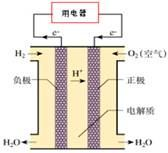 用电器
e⁻ e⁻
H₂ O₂(空气)
负极 H⁺ 正极
电解质
H₂O H₂O